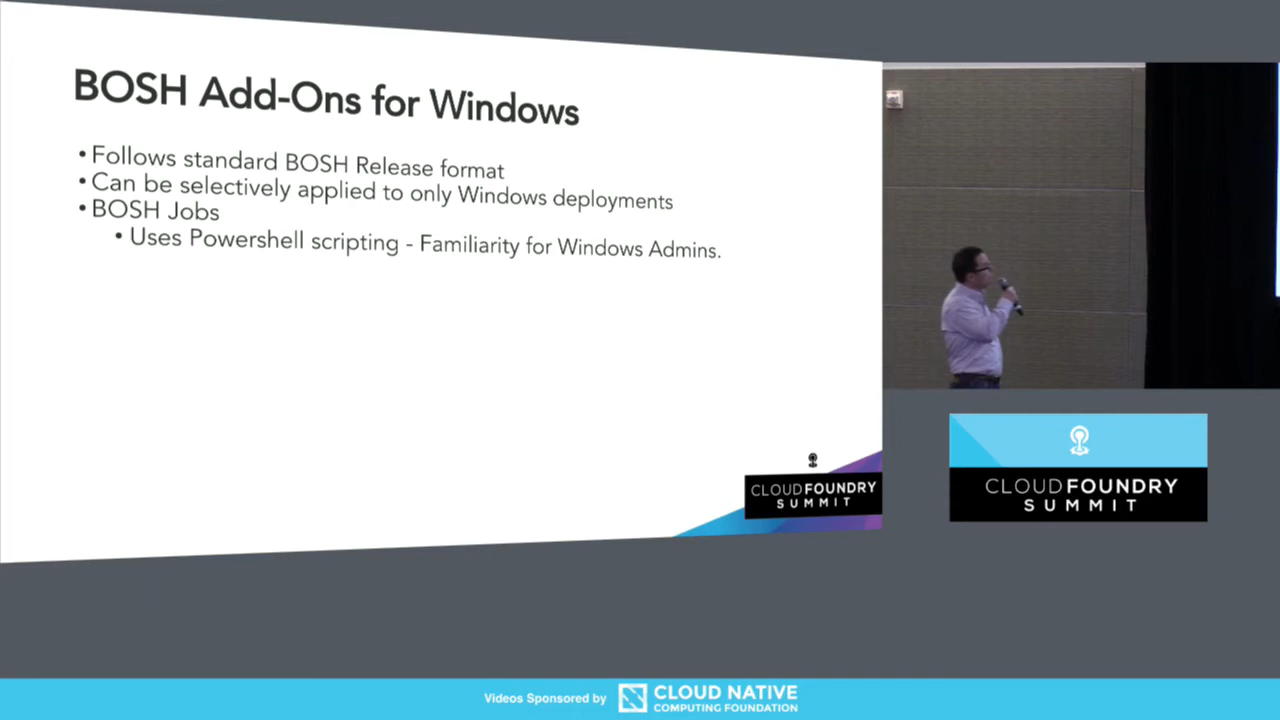 BOSH Add-Ons for Windows
• Follows standard BOSH Release format
• Can be selectively applied to only Windows deployments
• BOSH Jobs
• Uses Powershell scripting - Familiarity for Windows Admins.
CLOUDFOUNDRY
SUMMIT
CLOUDFOUNDRY
SUMMIT
Videos Sponsored by
CLOUD NATIVE
COMPUTING FOUNDATION